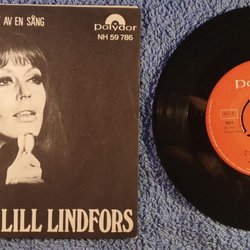 AV EN SÅNG
Polydor
NH 59 786
LILL LINDFORS
Po